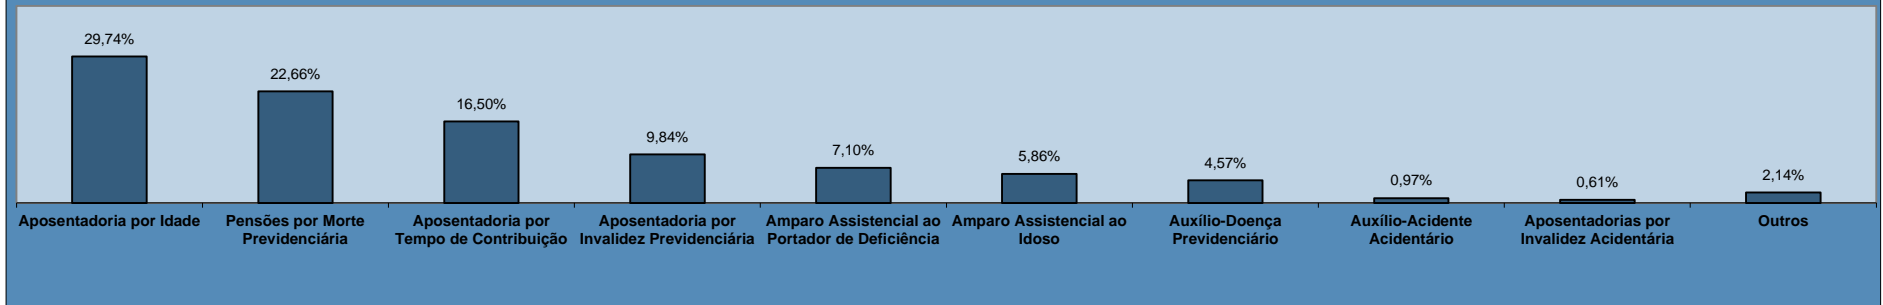 29,74%
22,66%
16,50%
9,84%
7,10%
5,86%
4,57%
0,97%
0,61%
2,14%
Aposentadoria por Idade
Pensões por Morte
Previdenciária
Aposentadoria por
Tempo de Contribuição
Aposentadoria por
Invalidez Previdenciária
Amparo Assistencial ao
Portador de Deficiência
Amparo Assistencial ao
Idoso
Auxílio-Doença
Previdenciário
Auxílio-Acidente
Acidentário
Aposentadorias por
Invalidez Acidentária
Outros